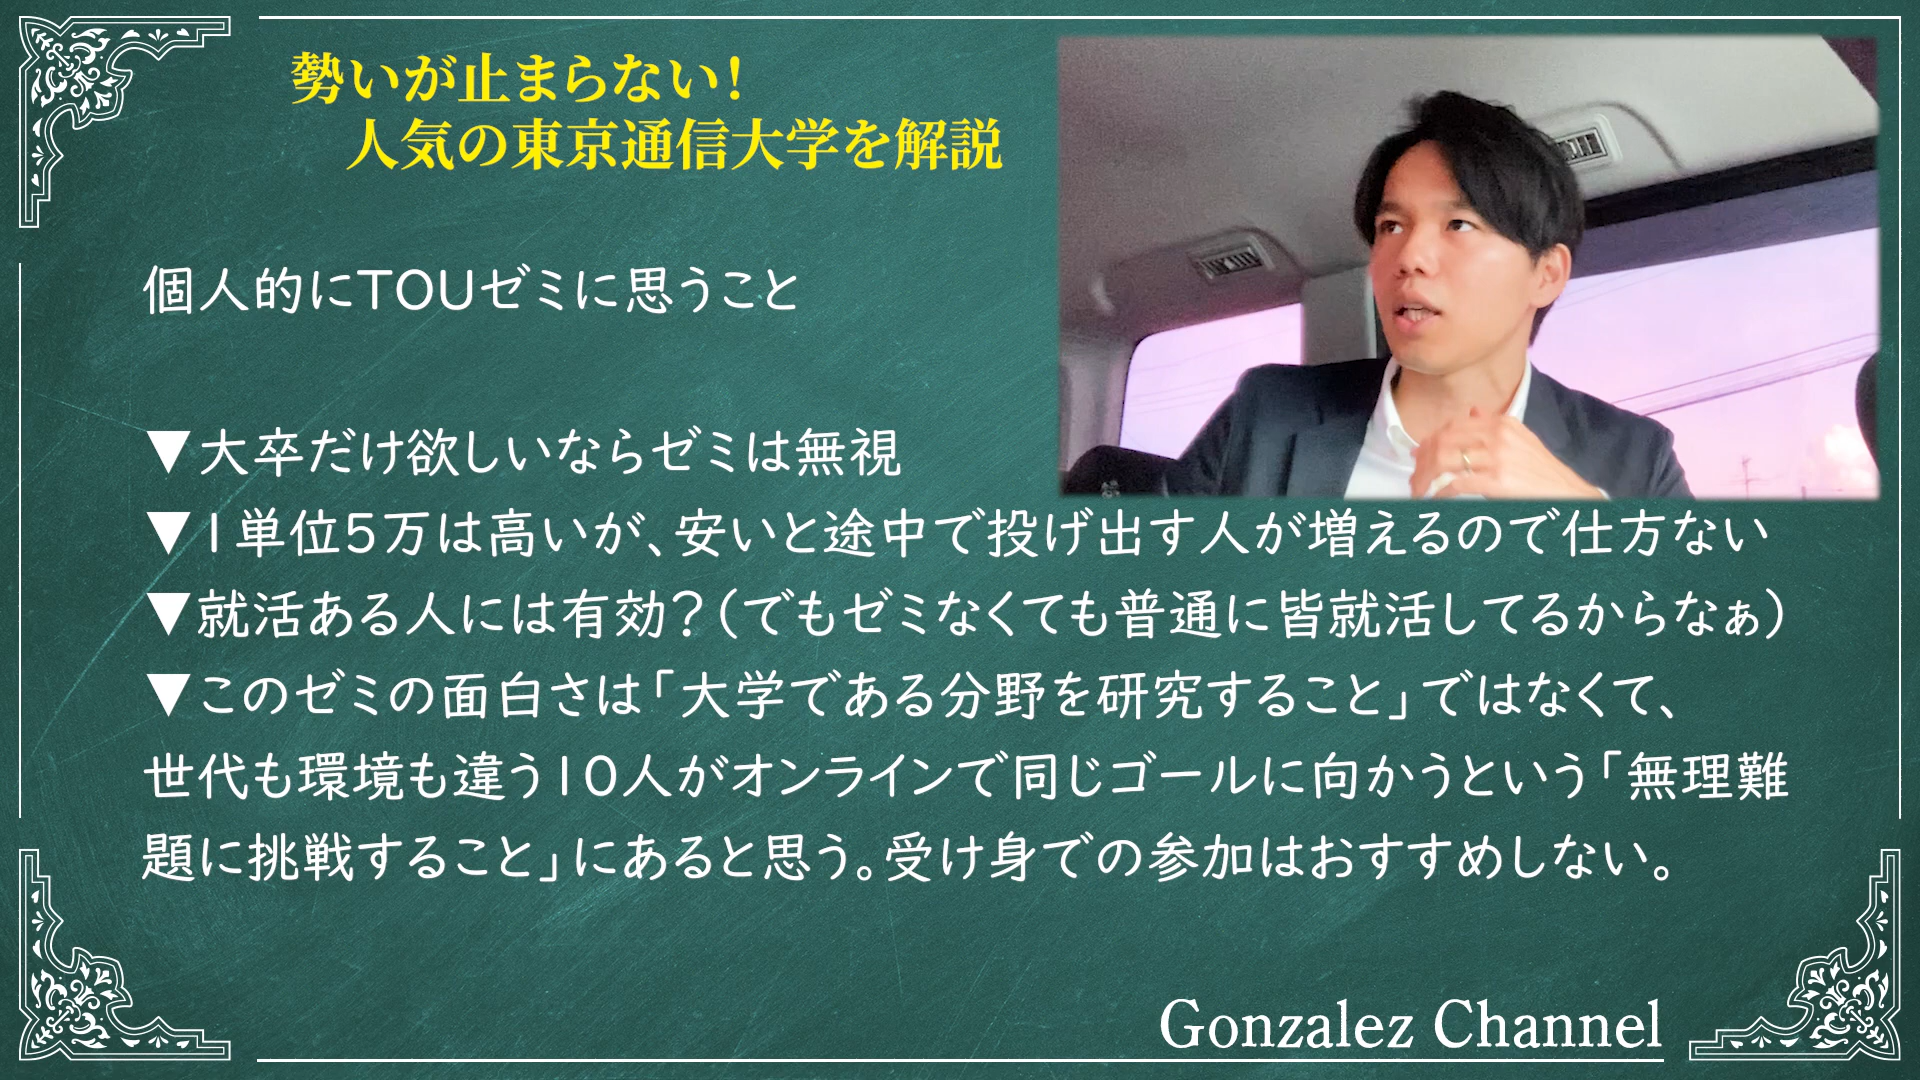 勢いが止まらない!
人気の東京通信大学を解説
個人的にTOUゼミに思うこと
▼大卒だけ欲しいならゼミは無視
▼1単位5万は高いが、安いと途中で投げ出す人が増えるので仕方ない
▼就活ある人には有効?(でもゼミなくても普通に皆就活してるからなぁ)
▼このゼミの面白さは「大学である分野を研究すること」ではなくて、
世代も環境も違う10人がオンラインで同じゴールに向かうという「無理難
題に挑戦すること」にあると思う。受け身での参加はおすすめしない。
Gonzalez Channel